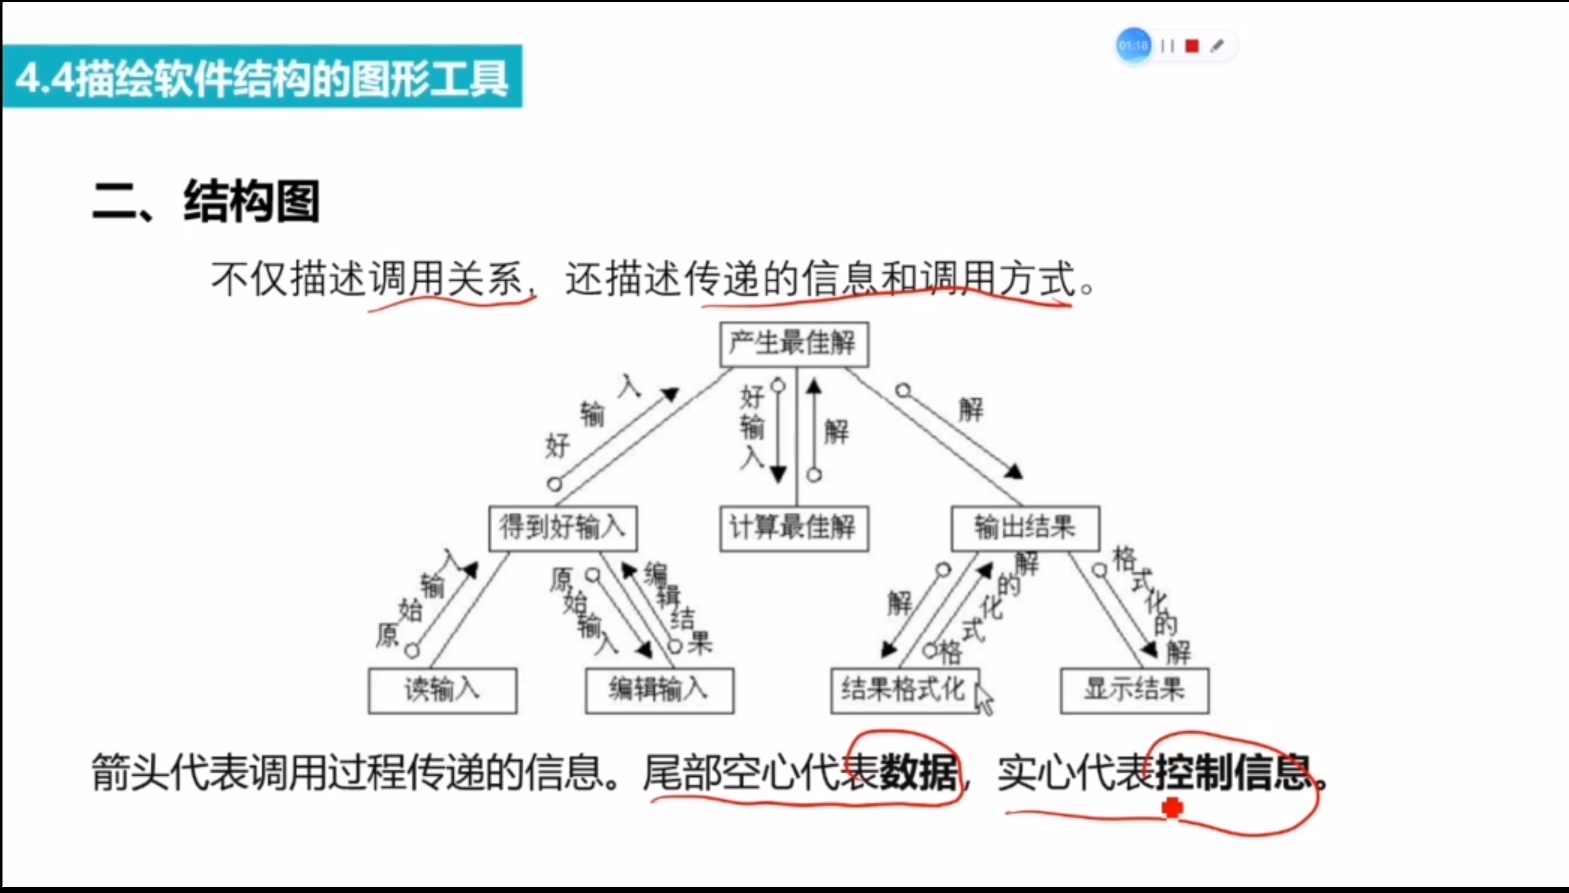 01:18
4.4描绘软件结构的图形工具
二、结构图
不仅描述调用关系，还描述传递的信息和调用方式。
产生最佳解
好输入
好输入
解
解
得到好输入
计算最佳解
输出结果
原始输入
原始输入
编辑结果
解
格式化的解
格式化的解
读输入
编辑输入
结果格式化
显示结果
箭头代表调用过程传递的信息。尾部空心代表数据，实心代表控制信息。